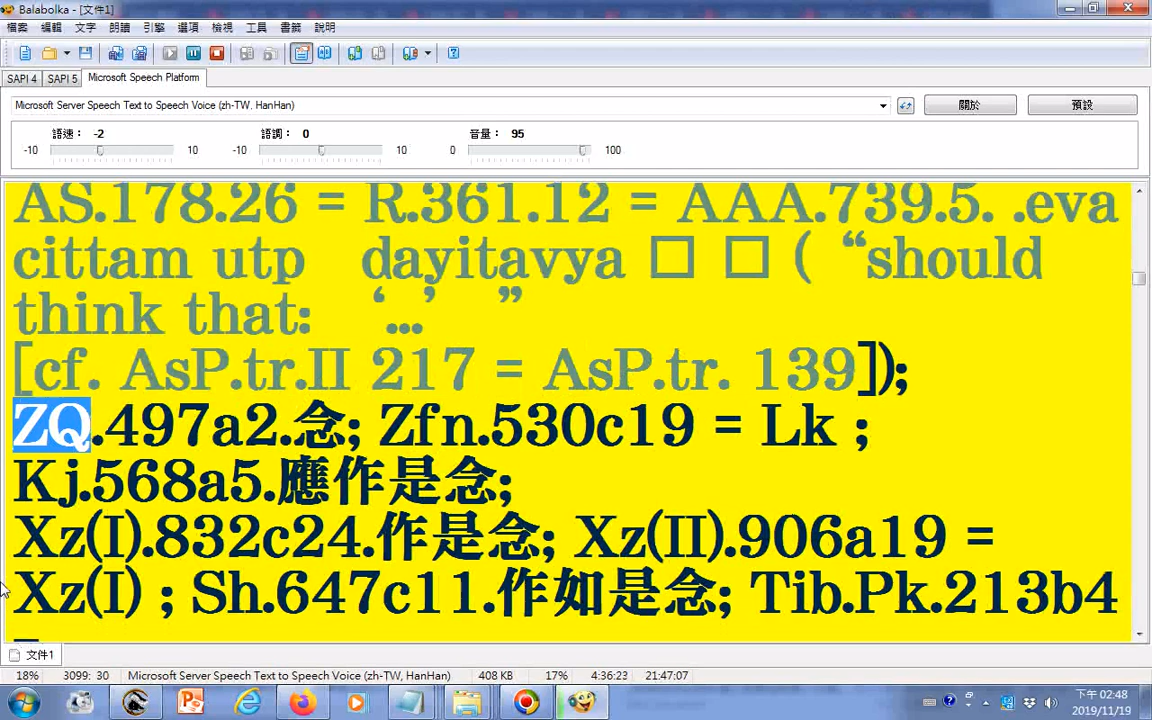 Balabolka - [文件1]
檔案 編輯 文字 朗讀 引擎 選項 檢視 工具 書籤 說明
SAPI 4 SAPI 5 Microsoft Speech Platform
Microsoft Server Speech Text to Speech Voice (zh-TW, HanHan) 關於 預設
語速： -2 語調： 0 音量： 95
-10 10 -10 10 0 100
AS.178.26 = R.361.12 = AAA.739.5. .eva
cittam utp dayitavya □ □ ( “should
think that: ‘...’ ”
[cf. AsP.tr.II 217 = AsP.tr. 139]);
ZQ.497a2.念; Zfn.530c19 = Lk ;
Kj.568a5.應作是念;
Xz(I).832c24.作是念; Xz(II).906a19 =
Xz(I) ; Sh.647c11.作如是念; Tib.Pk.213b4
文件1
18% 3099: 30 Microsoft Server Speech Text to Speech Voice (zh-TW, HanHan) 408 KB 17% 4:36:23 21:47:07
下午 02:48
2019/11/19